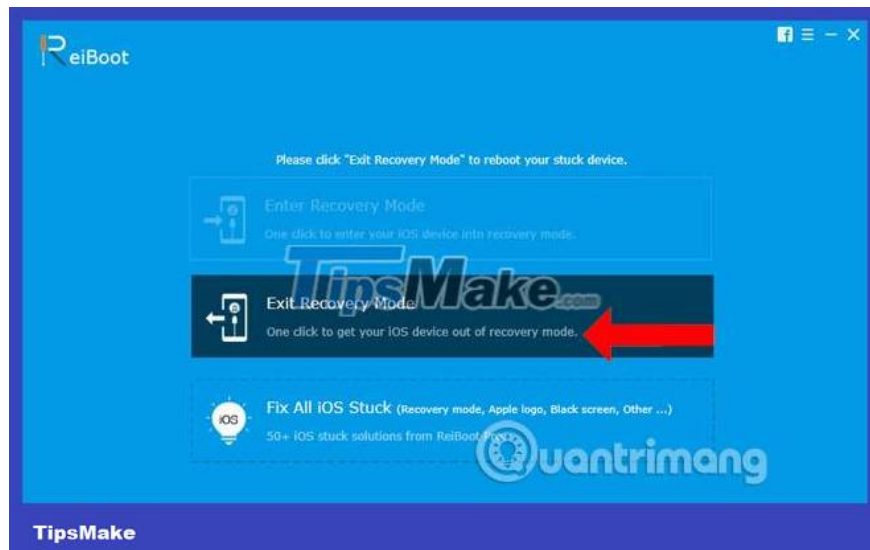 ReiBoot
Please click "Exit Recovery Mode" to reboot your stuck device.
Enter Recovery Mode
One click to enter your iOS device into recovery mode.
TipsMake.com
Exit Recovery Mode
One click to get your iOS device out of recovery mode.
Fix All iOS Stuck (Recovery mode, Apple logo, Black screen, Other ...)
iOS
50+ iOS stuck solutions from ReiBoot
Quantrimang
TipsMake